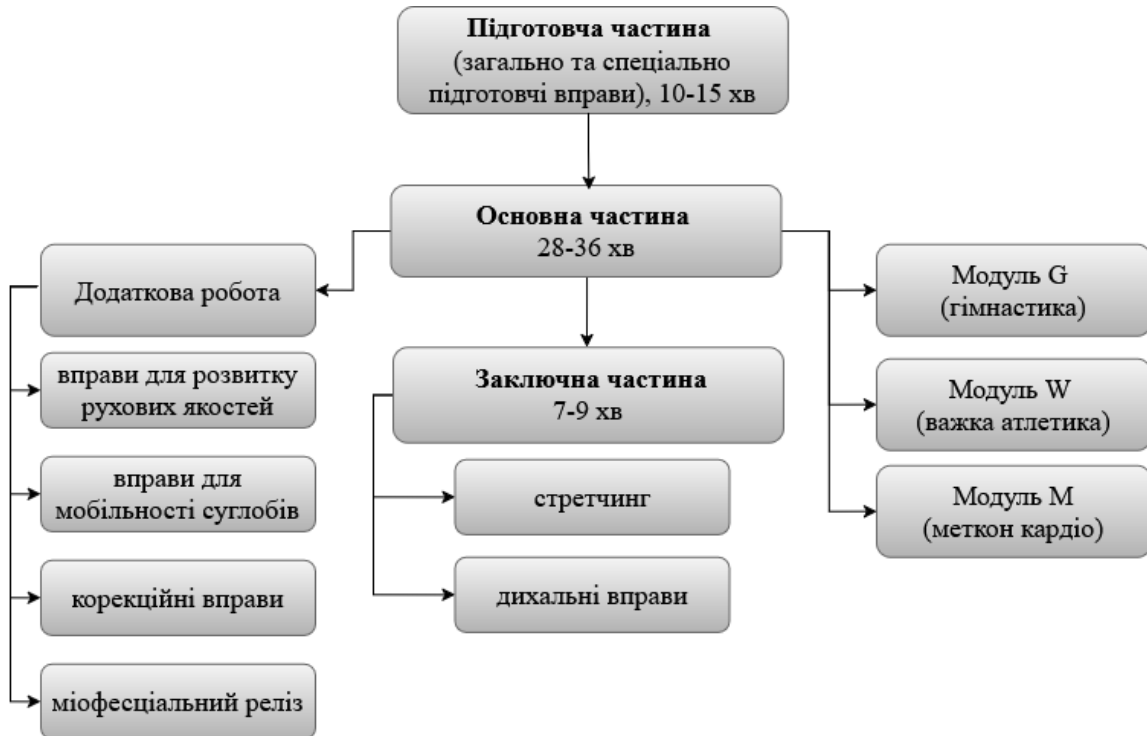 Підготовча частина
(загально та спеціально
підготовчі вправи), 10-15 хв
Основна частина
28-36 хв
Додаткова робота
вправи для розвитку
рухових якостей
вправи для
мобільності суглобів
корекційні вправи
міофесціальний реліз
Заключна частина
7-9 хв
стретчинг
дихальні вправи
Модуль G
(гімнастика)
Модуль W
(важка атлетика)
Модуль M
(меткон кардіо)